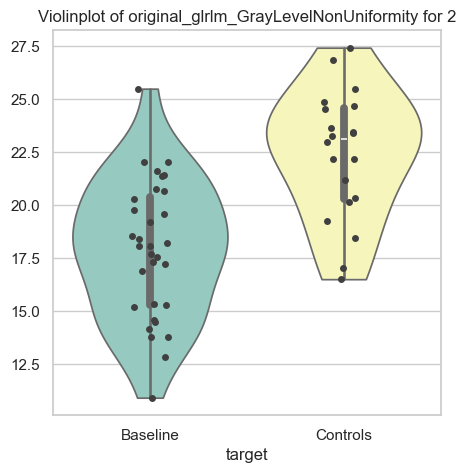 Violinplot of original_glrlm_GrayLevelNonUniformity for 2
27.5
25.0
22.5
20.0
17.5
15.0
12.5
Baseline Controls
target